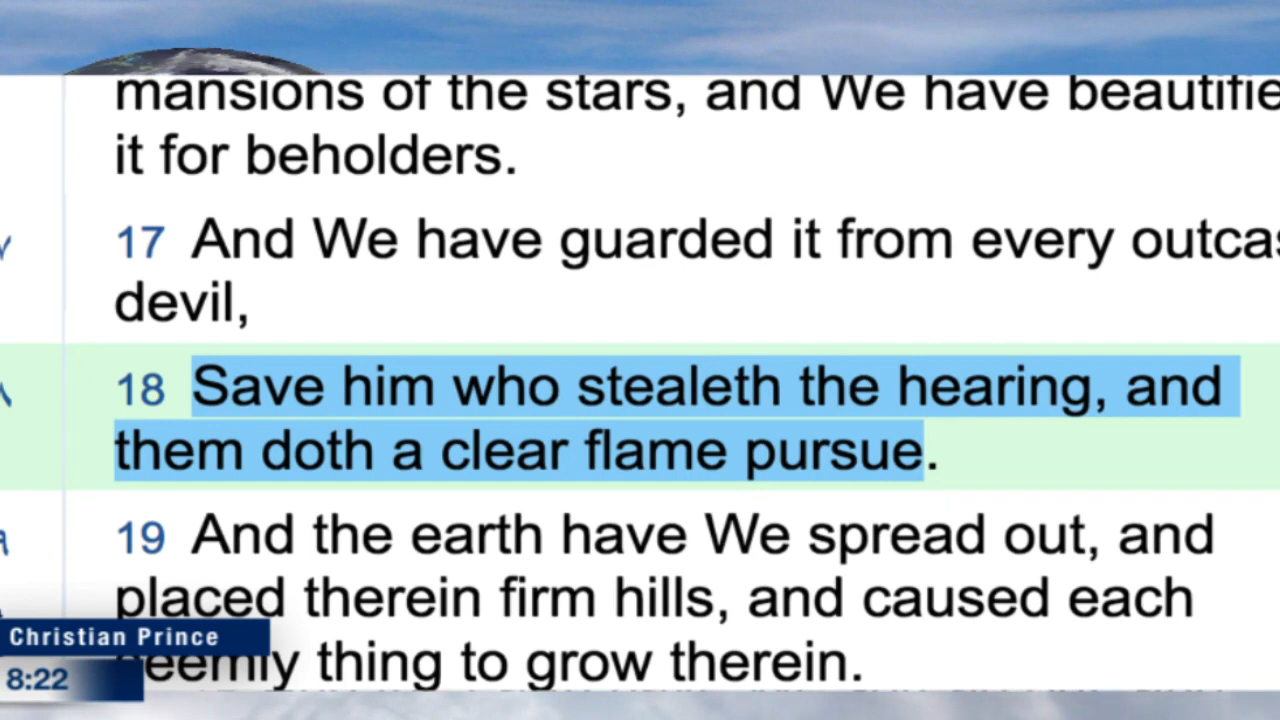 mansions of the stars, and We have
it for beholders.
17 And We have guarded it from every
devil,
18 Save him who stealeth the hearing, and
them doth a clear flame pursue.
19 And the earth have We spread out, and
placed therein firm hills, and caused each
seemly thing to grow therein.
Christian Prince
8:22